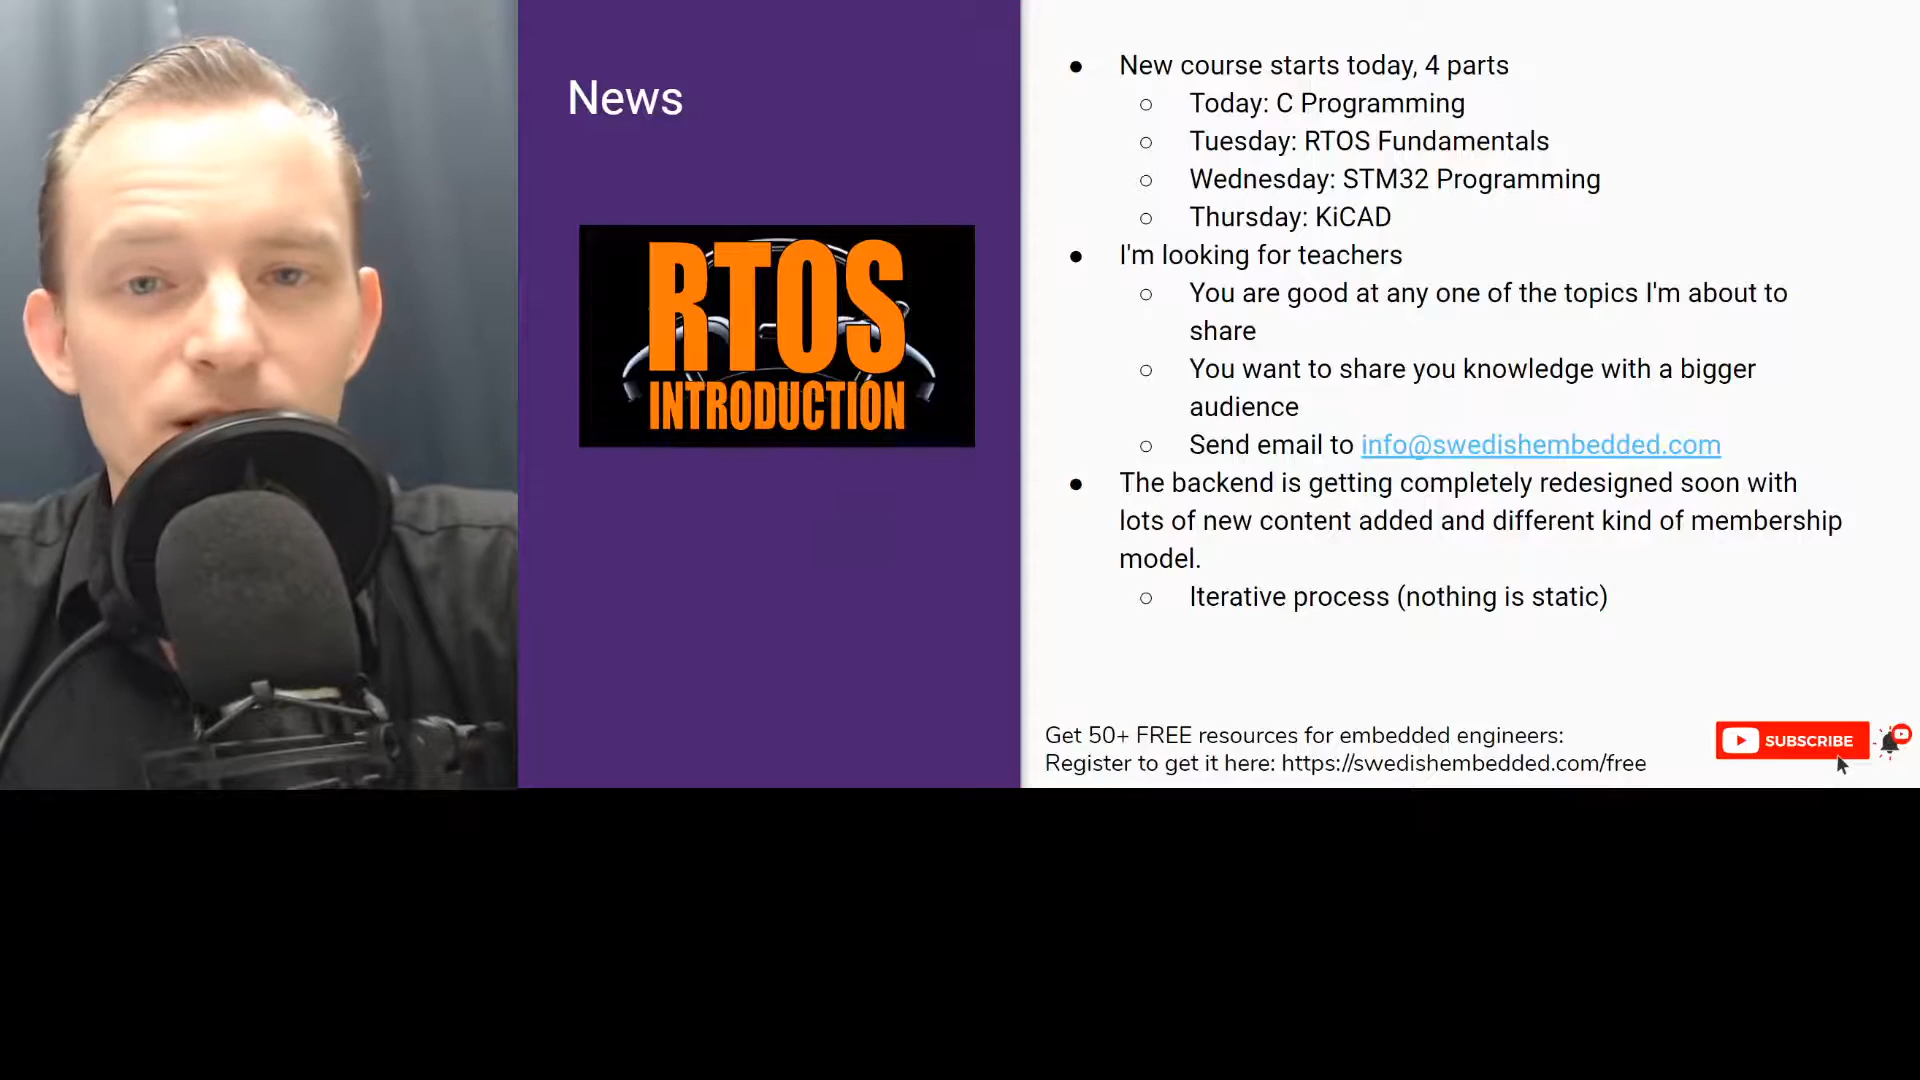 News
RTOS
INTRODUCTION
● New course starts today, 4 parts
○ Today: C Programming
○ Tuesday: RTOS Fundamentals
○ Wednesday: STM32 Programming
○ Thursday: KiCAD
● I'm looking for teachers
○ You are good at any one of the topics I'm about to
share
○ You want to share you knowledge with a bigger
audience
○ Send email to info@swedishembedded.com
● The backend is getting completely redesigned soon with
lots of new content added and different kind of membership
model.
○ Iterative process (nothing is static)
Get 50+ FREE resources for embedded engineers:
Register to get it here: https://swedishembedded.com/free
SUBSCRIBE